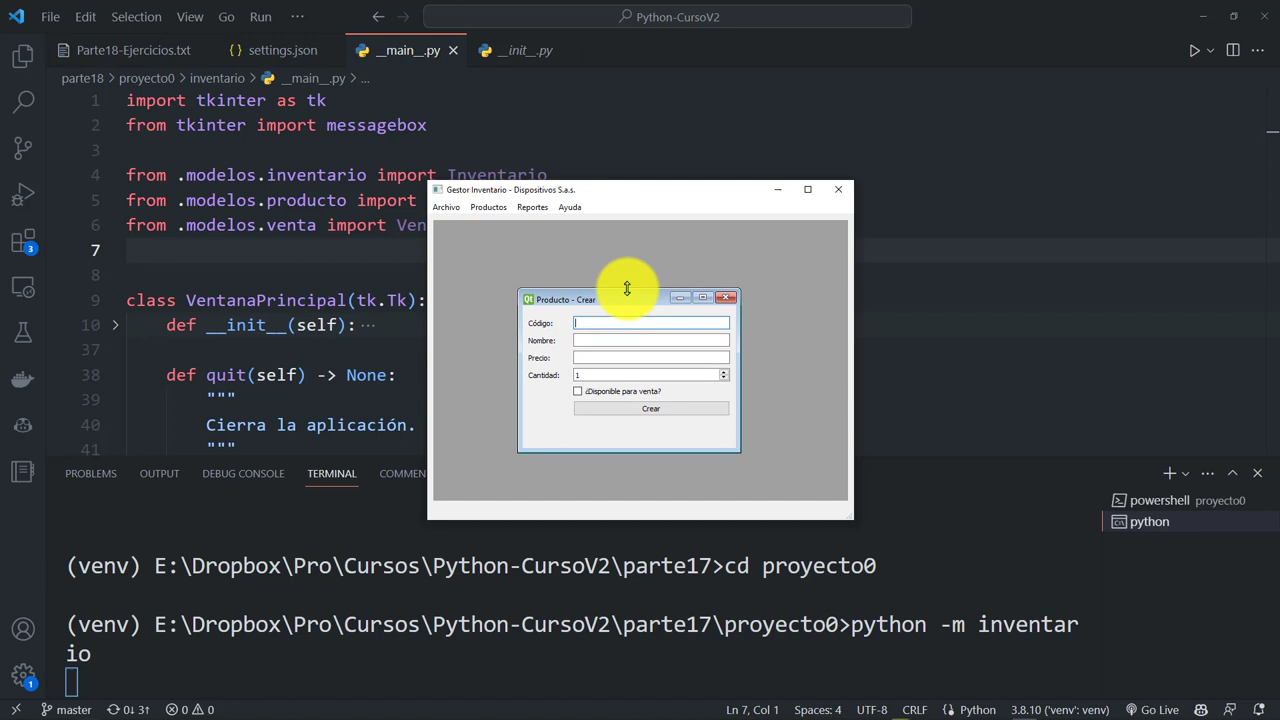 File Edit Selection View Go Run ··· Python-CursoV2
Parte18-Ejercicios.txt {} settings.json __main__.py __init__.py
parte18 > proyecto0 > inventario > __main__.py > ...
1 import tkinter as tk
2 from tkinter import messagebox
3
4 from .modelos.inventario import Inventario
5 from .modelos.producto import
6 from .modelos.venta import Ven
7
8
9 class VentanaPrincipal(tk.Tk):
10 def __init__(self): ···
37
38 def quit(self) -> None:
39 """
40 Cierra la aplicación.
41 """
Gestor Inventario - Dispositivos S.a.s.
Archivo Productos Reportes Ayuda
Qt Producto - Crear
Código:
Nombre:
Precio:
Cantidad: 1
¿Disponible para venta?
Crear
PROBLEMS OUTPUT DEBUG CONSOLE TERMINAL COMMEN
powershell proyecto0
python
(venv) E:\Dropbox\Pro\Cursos\Python-CursoV2\parte17>cd proyecto0
(venv) E:\Dropbox\Pro\Cursos\Python-CursoV2\parte17\proyecto0>python -m inventar
io
3
1
master 0↓ 3↑ 0 0 Ln 7, Col 1 Spaces: 4 UTF-8 CRLF Python 3.8.10 ('venv': venv) Go Live